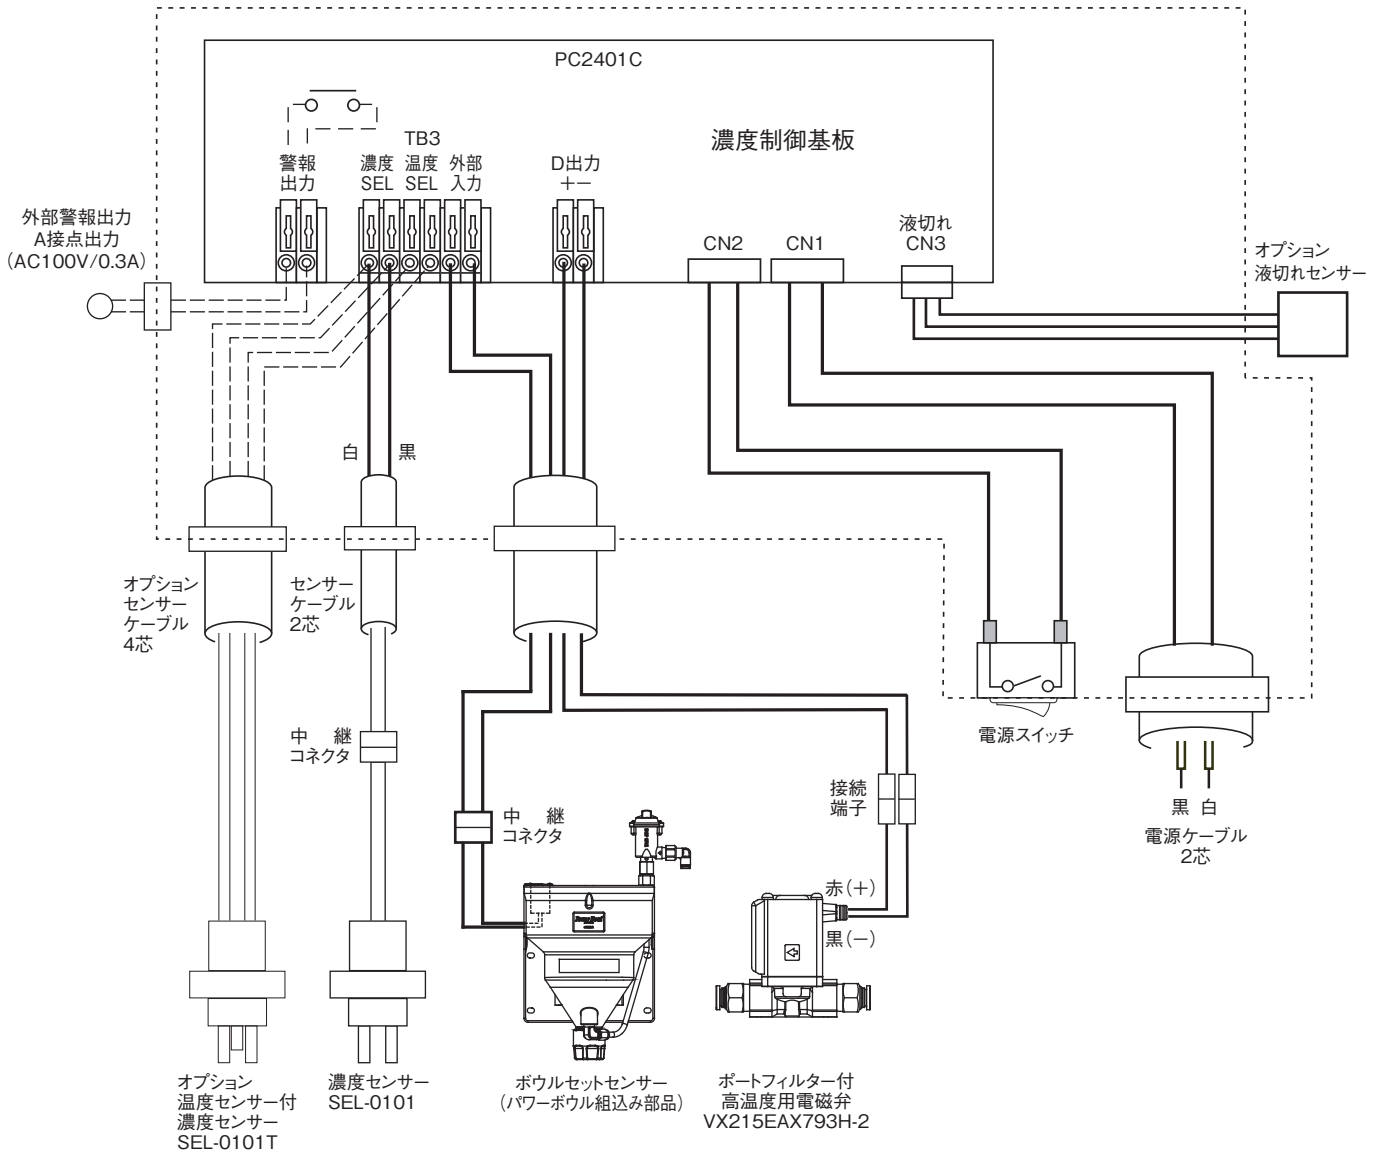 PC2401C
濃度制御基板
TB3
警報
出力
濃度
SEL
温度
SEL
外部
入力
D出力
+−
CN2
CN1
液切れ
CN3
外部警報出力
A接点出力
(AC100V/0.3A)
オプション
液切れセンサー
白
黒
オプション
センサー
ケーブル
4芯
センサー
ケーブル
2芯
中 継
コネクタ
中 継
コネクタ
接続
端子
電源スイッチ
黒 白
電源ケーブル
2芯
赤(+)
黒(−)
オプション
温度センサー付
濃度センサー
SEL-0101T
濃度センサー
SEL-0101
ボウルセットセンサー
(パワーボウル組込み部品)
ポートフィルター付
高温度用電磁弁
VX215EAX793H-2